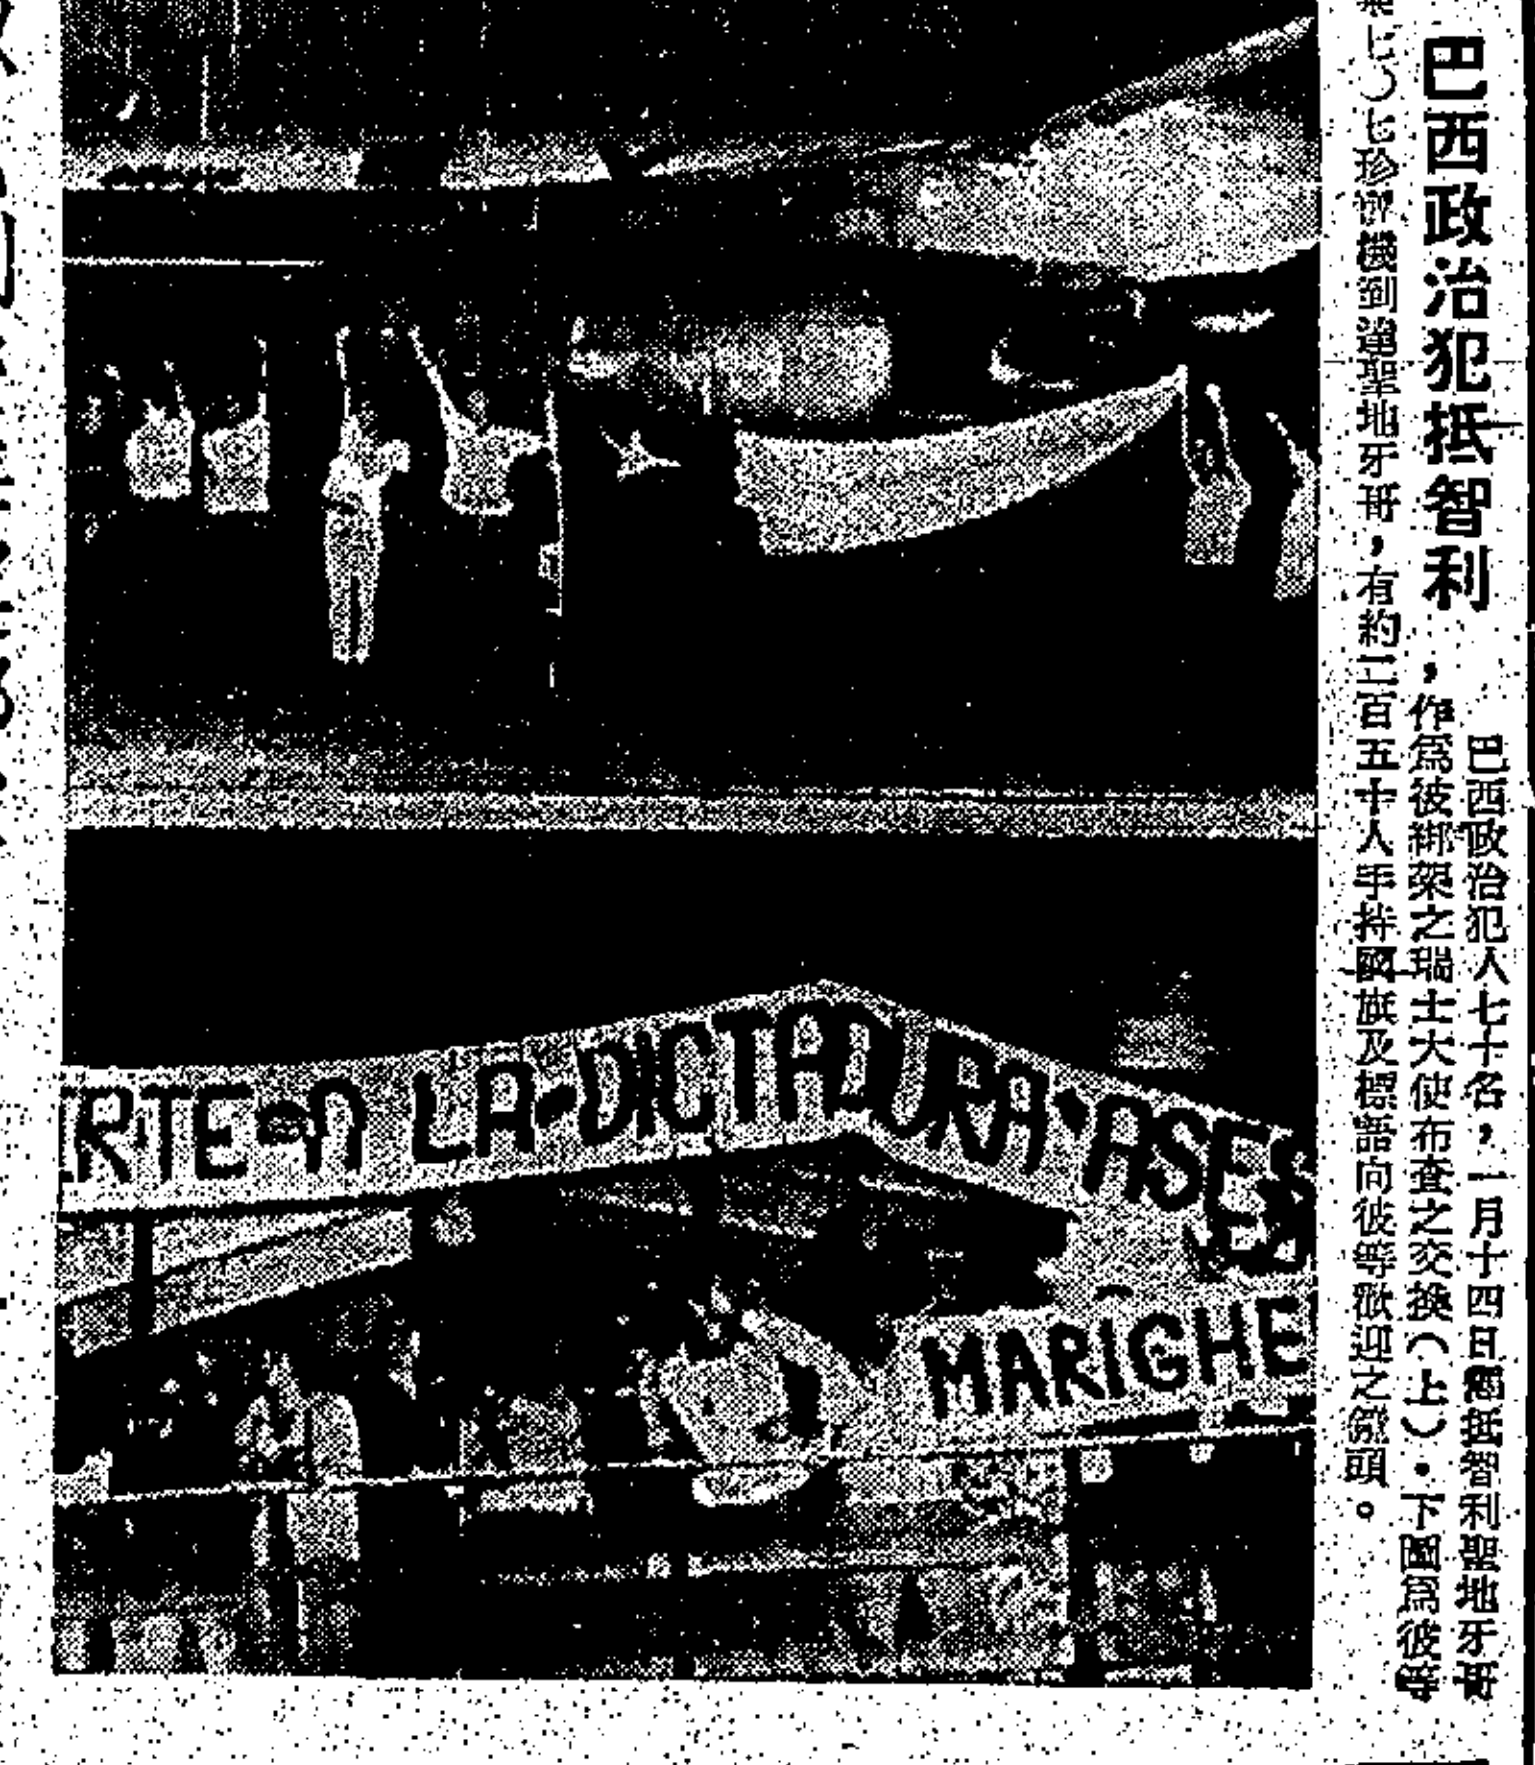 巴西政治犯抵智利
巴西政治犯人七十名，一月十四日抵智利聖地牙哥
，作爲彼綁架之瑞士大使布查之交換（上）．下圖爲彼等
七〇七珍機到達聖地牙哥，有約二百五十人手持國旗及標語向彼等歡迎之鏡頭。
RTE A LA DICTADURA ASES
MARIGHE